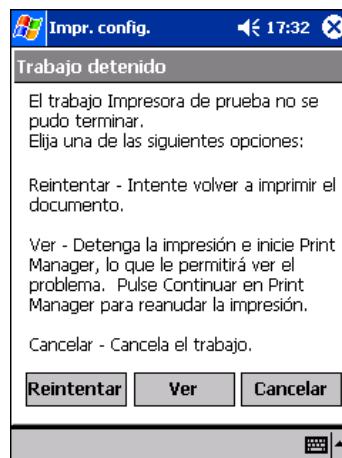 Impr. config. 17:32
Trabajo detenido
El trabajo Impresora de prueba no se
pudo terminar.
Elija una de las siguientes opciones:
Reintentar - Intente volver a imprimir el
documento.
Ver - Detenga la impresión e inicie Print
Manager, lo que le permitirá ver el
problema. Pulse Continuar en Print
Manager para reanudar la impresión.
Cancelar - Cancela el trabajo.
Reintentar Ver Cancelar